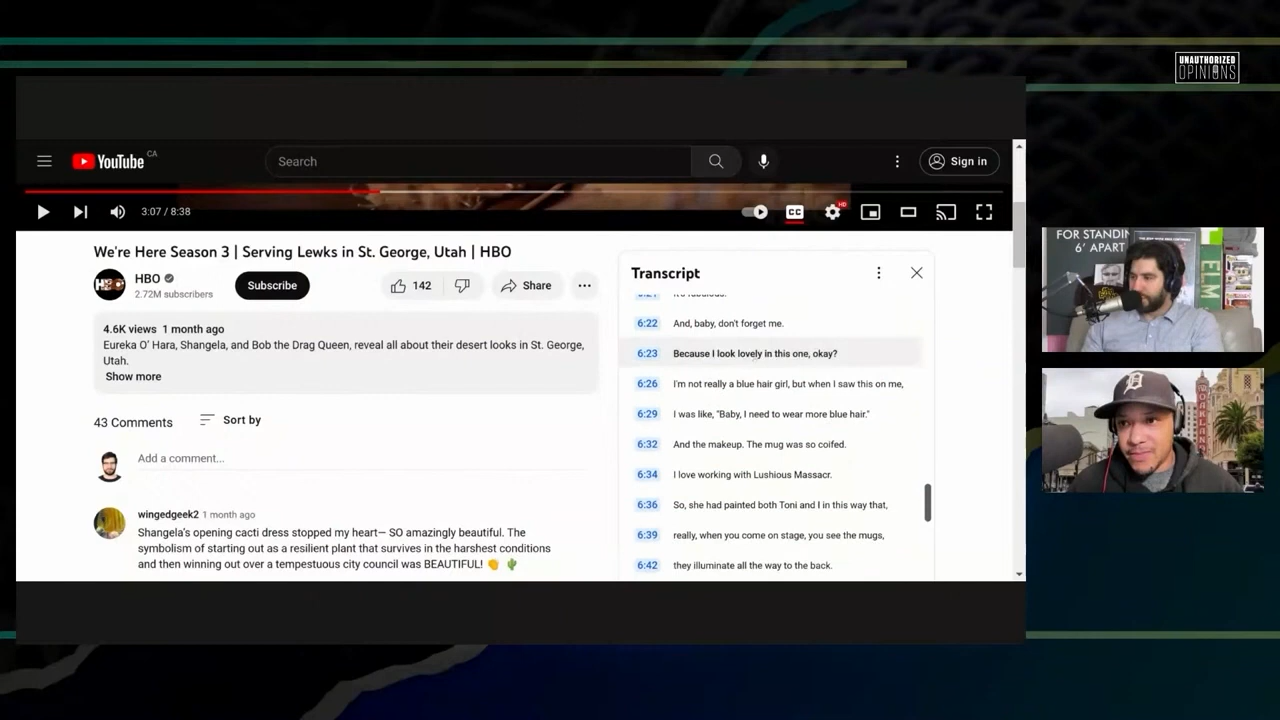 UNAUTHORIZED
OPINIONS
YouTube CA
Search
Sign in
3:07 / 8:38
CC
HD
We're Here Season 3 | Serving Lewks in St. George, Utah | HBO
HBO
2.72M subscribers
Subscribe
142
Share
4.6K views 1 month ago
Eureka O' Hara, Shangela, and Bob the Drag Queen, reveal all about their desert looks in St. George,
Utah.
Show more
43 Comments
Sort by
Add a comment...
wingedgeek2 1 month ago
Shangela's opening cacti dress stopped my heart— SO amazingly beautiful. The
symbolism of starting out as a resilient plant that survives in the harshest conditions
and then winning out over a tempestuous city council was BEAUTIFUL! 👏 🌵
Transcript
6:22 And, baby, don't forget me.
6:23 Because I look lovely in this one, okay?
6:26 I'm not really a blue hair girl, but when I saw this on me,
6:29 I was like, "Baby, I need to wear more blue hair."
6:32 And the makeup. The mug was so coifed.
6:34 I love working with Lushious Massacr.
6:36 So, she had painted both Toni and I in this way that,
6:39 really, when you come on stage, you see the mugs,
6:42 they illuminate all the way to the back.
FOR STANDIN
6' APART
ELM
OAKLAND